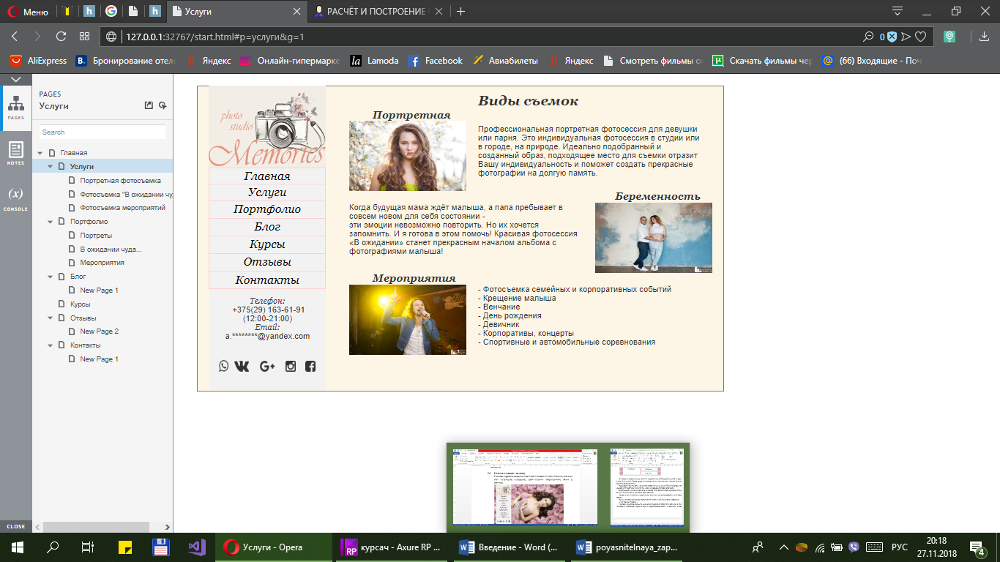 Меню
Услуги
РАСЧЁТ И ПОСТРОЕНИЕ
127.0.0.1:32767/start.html#p=услуги&g=1
0
AliExpress
B. Бронирование отеле
Яндекс
Онлайн-гипермарке
la Lamoda
Facebook
Авиабилеты
Яндекс
Смотреть фильмы о
Скачать фильмы чер
(66) Входящие - Поч
PAGES
NOTES
(x)
CONSOLE
CLOSE
PAGES
Услуги
Search
Главная
Услуги
Портретная фотосъемка
Фотосъемка "В ожидании чуд
Фотосъемка мероприятий
Портфолио
Портреты
В ожидании чуда...
Мероприятия
Блог
New Page 1
Курсы
Отзывы
New Page 2
Контакты
New Page 1
photo
studio
Memories
Главная
Услуги
Портфолио
Блог
Курсы
Отзывы
Контакты
Телефон:
+375(29) 163-61-91
(12:00-21:00)
Email:
a.********@yandex.com
Виды съемок
Портретная
Профессиональная портретная фотосессия для девушки
или парня. Это индивидуальная фотосессия в студии или
в городе, на природе. Идеально подобранный и
созданный образ, подходящее место для съемки отразит
Вашу индивидуальность и поможет создать прекрасные
фотографии на долгую память.
Беременность
Когда будущая мама ждёт малыша, а папа пребывает в
совсем новом для себя состоянии -
эти эмоции невозможно повторить. Но их хочется
запомнить. И я готова в этом помочь! Красивая фотосессия
«В ожидании» станет прекрасным началом альбома с
фотографиями малыша!
Мероприятия
- Фотосъемка семейных и корпоративных событий
- Крещение малыша
- Венчание
- День рождения
- Девичник
- Корпоративы, концерты
- Спортивные и автомобильные соревнования
Услуги - Opera
RP курсач - Axure RP ...
Введение - Word (...
poyasnitelnaya_zap...
РУС
20:18
27.11.2018
4